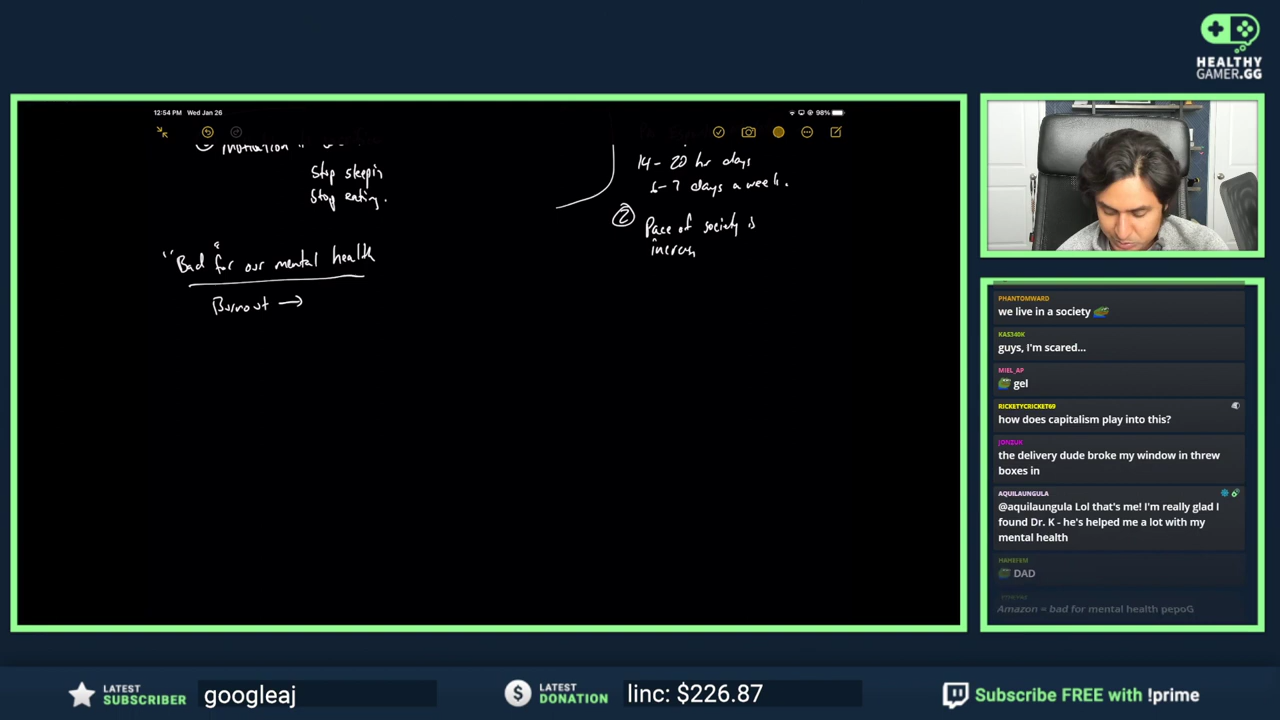 HEALTHY
GAMER.GG
12:54 PM Wed Jan 26
98%
Motivation
Stop sleepin
Stop eating.
"Bad" for our mental health
Burnout →
14 - 20 hr days
6-7 days a week.
② Pace of society is
increas
PHANTOMWARD
we live in a society
KAS340K
guys, I'm scared...
MIEL_AP
gel
RICKETYCRICKET69
how does capitalism play into this?
JONZUK
the delivery dude broke my window in threw
boxes in
AQUILAUNGULA
@aquilaungula Lol that's me! I'm really glad I
found Dr. K - he's helped me a lot with my
mental health
DAD
Amazon = bad for mental health pepoG
LATEST
SUBSCRIBER
googleaj
LATEST
DONATION
linc: $226.87
Subscribe FREE with !prime